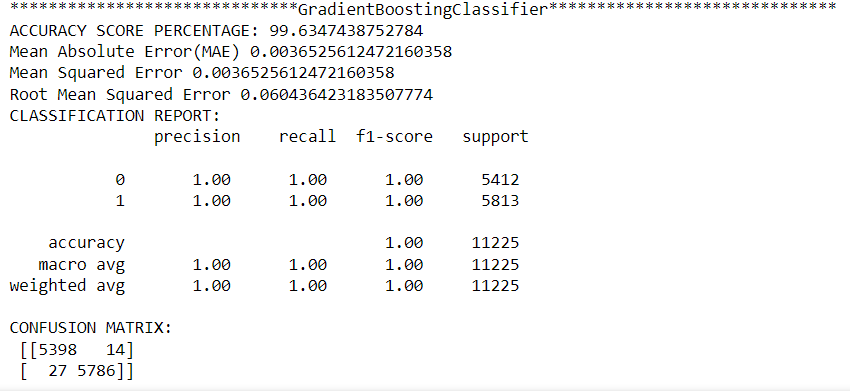 ******************************GradientBoostingClassifier******************************
ACCURACY SCORE PERCENTAGE: 99.6347438752784
Mean Absolute Error(MAE) 0.0036525612472160358
Mean Squared Error 0.0036525612472160358
Root Mean Squared Error 0.060436423183507774
CLASSIFICATION REPORT:
precision recall f1-score support
0 1.00 1.00 1.00 5412
1 1.00 1.00 1.00 5813
accuracy 1.00 11225
macro avg 1.00 1.00 1.00 11225
weighted avg 1.00 1.00 1.00 11225
CONFUSION MATRIX:
[[5398 14]
[ 27 5786]]